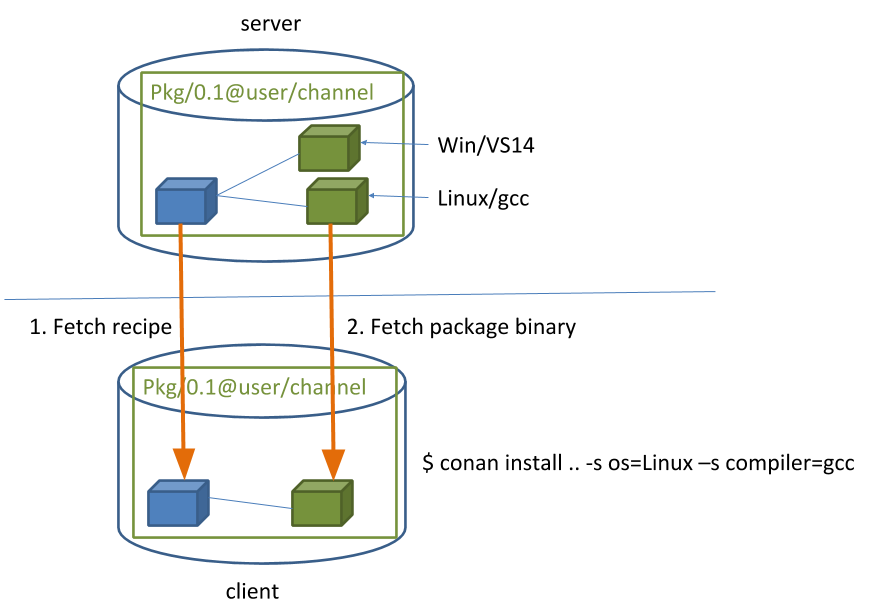 server
Pkg/0.1@user/channel
Win/VS14
Linux/gcc
1. Fetch recipe
2. Fetch package binary
Pkg/0.1@user/channel
$ conan install .. -s os=Linux –s compiler=gcc
client